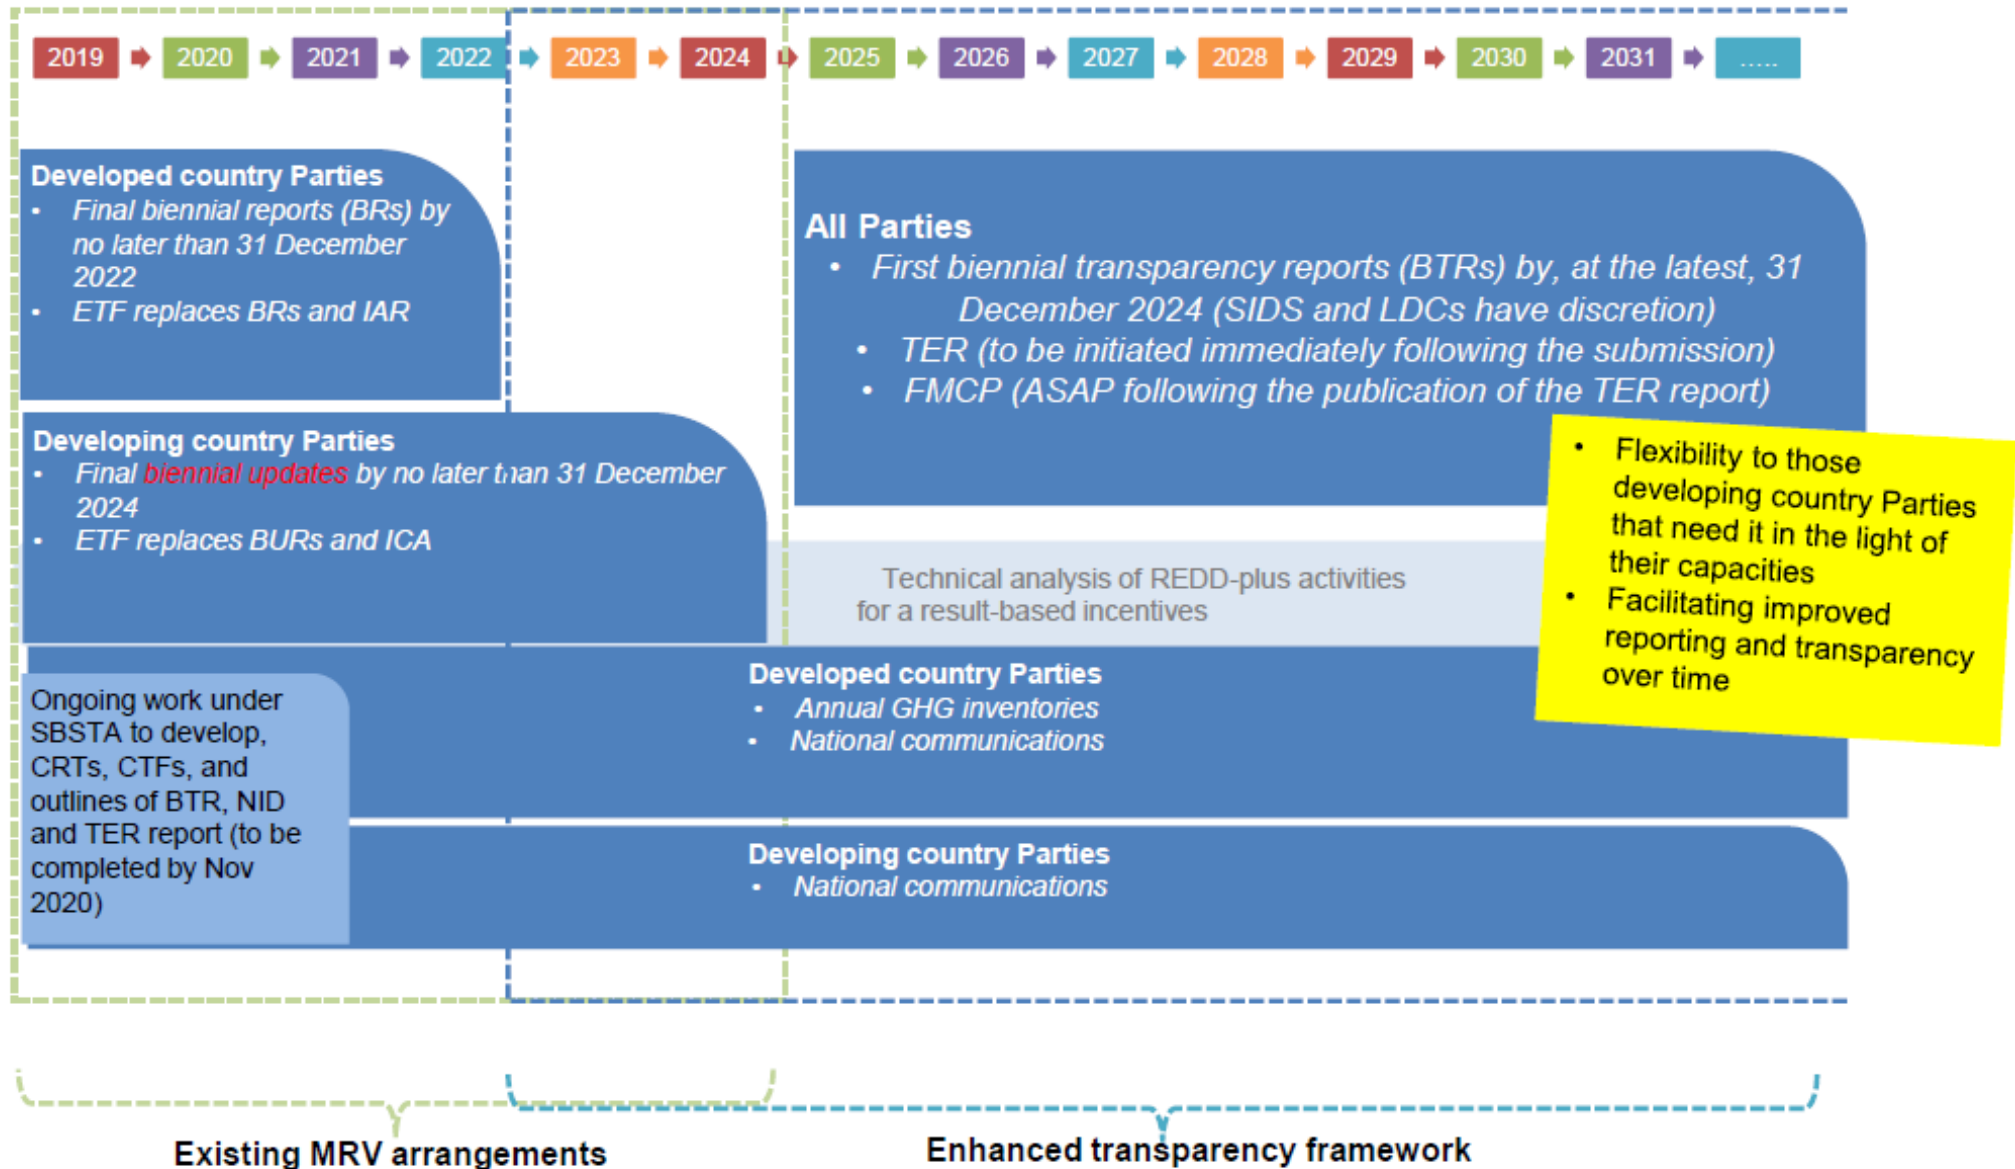 2019 2020 2021 2022 2023 2024 2025 2026 2027 2028 2029 2030 2031 .....
Developed country Parties
• Final biennial reports (BRs) by
no later than 31 December
2022
• ETF replaces BRs and IAR
All Parties
• First biennial transparency reports (BTRs) by, at the latest, 31
December 2024 (SIDS and LDCs have discretion)
• TER (to be initiated immediately following the submission)
• FMCP (ASAP following the publication of the TER report)
Developing country Parties
• Final biennial updates by no later than 31 December
2024
• ETF replaces BURs and ICA
• Flexibility to those
developing country Parties
that need it in the light of
their capacities
• Facilitating improved
reporting and transparency
over time
Technical analysis of REDD-plus activities
for a result-based incentives
Ongoing work under
SBSTA to develop,
CRTs, CTFs, and
outlines of BTR, NID
and TER report (to be
completed by Nov
2020)
Developed country Parties
• Annual GHG inventories
• National communications
Developing country Parties
• National communications
Existing MRV arrangements
Enhanced transparency framework